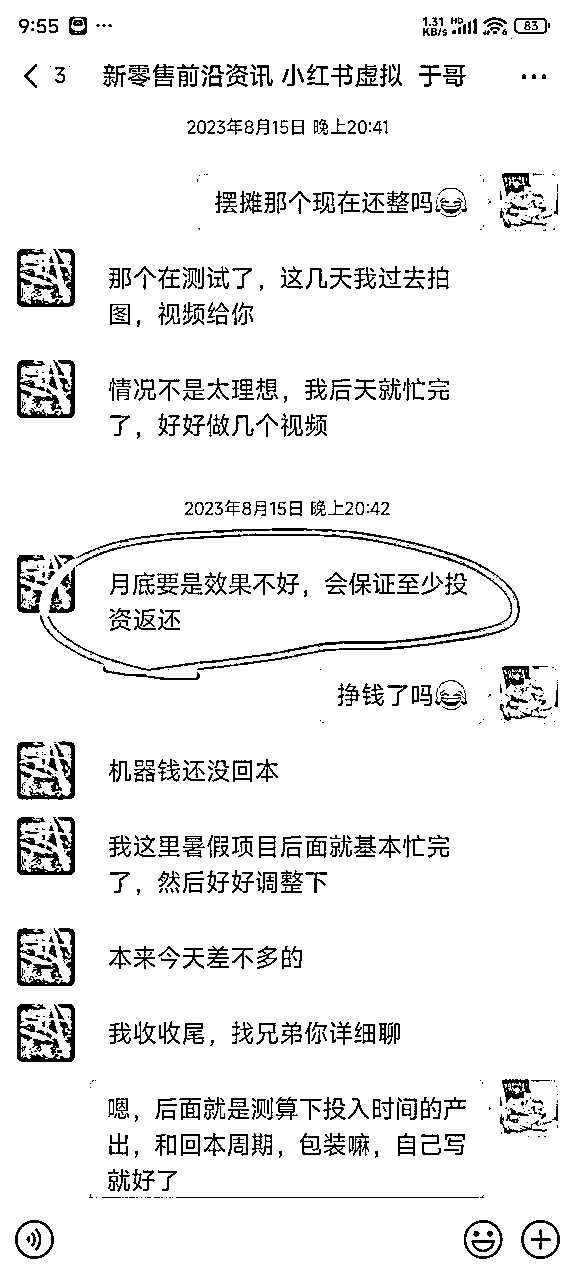 9:55 ···
1.31 KB/s HD 83
3 新零售前沿资讯 小红书虚拟 于哥 ···
2023年8月15日 晚上20:41
摆摊那个现在还整吗😂
那个在测试了，这几天我过去拍
图，视频给你
情况不是太理想，我后天就忙完
了，好好做几个视频
2023年8月15日 晚上20:42
月底要是效果不好，会保证至少投
资返还
挣钱了吗😂
机器钱还没回本
我这里暑假项目后面就基本忙完
了，然后好好调整下
本来今天差不多的
我收收尾，找兄弟你详细聊
嗯，后面就是测算下投入时间的产
出，和回本周期，包装嘛，自己写
就好了